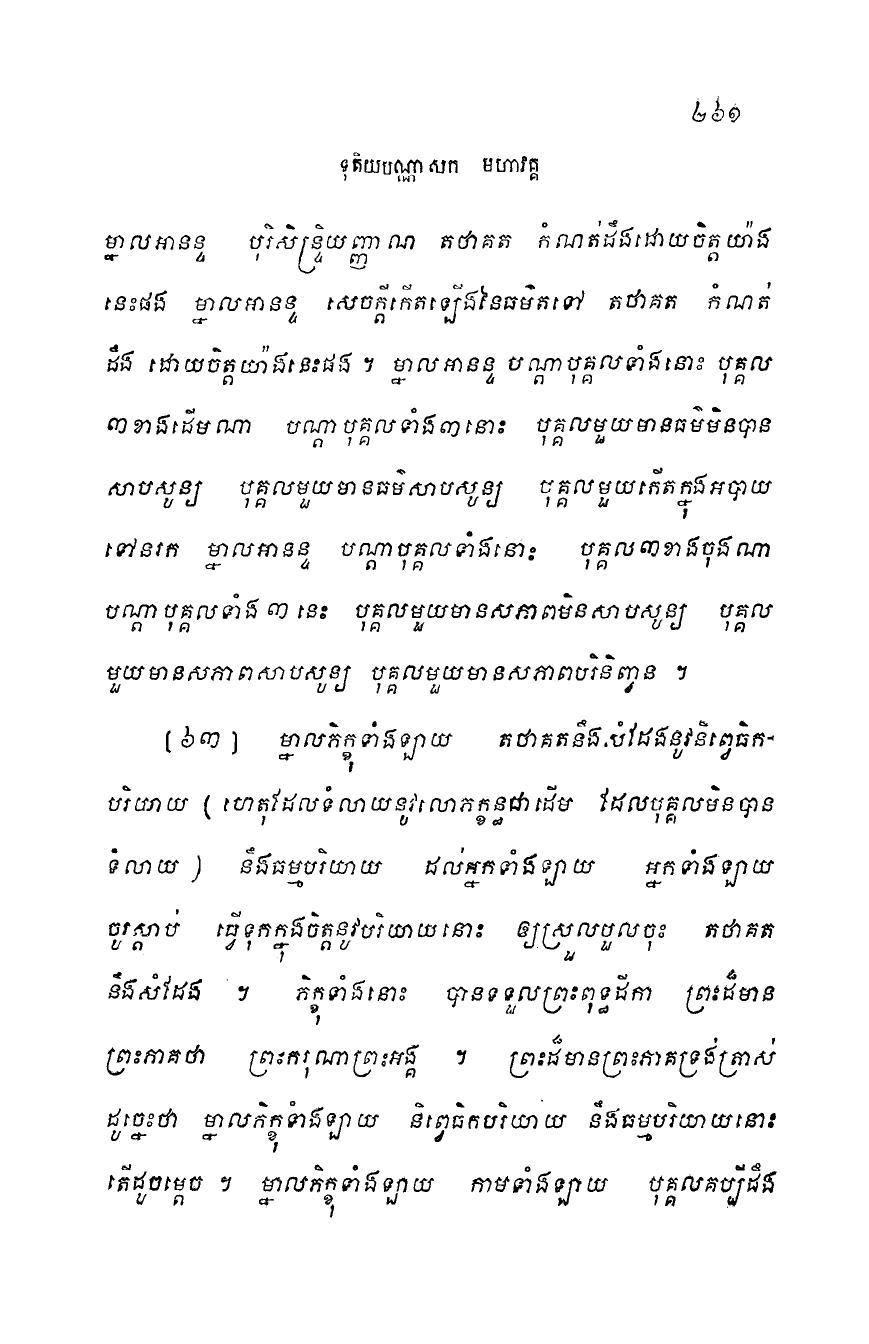 ២៦១
ទុតិយបណ្ណាសក មហាវគ្គ
ម្នាលអានន្ទ បុរិសិន្ទ្រិយញ្ញាណ តថាគត កំណត់ដឹងដោយចិត្តយ៉ាង
នេះផង ម្នាលអានន្ទ សេចក្តីកើតឡើងនៃធម៌តទៅ តថាគត កំណត់
ដឹង ដោយចិត្តយ៉ាងនេះផង ។ ម្នាលអានន្ទ បណ្តាបុគ្គលទាំងនោះ បុគ្គល
៣ខាងដើមណា បណ្តាបុគ្គលទាំង៣នោះ បុគ្គលមួយមានធម៌មិនបាន
សាបសូន្យ បុគ្គលមួយមានធម៌សាបសូន្យ បុគ្គលមួយកើតក្នុងអបាយ
ទៅនរក ម្នាលអានន្ទ បណ្តាបុគ្គលទាំងនោះ បុគ្គល៣ខាងចុងណា
បណ្តាបុគ្គលទាំង ៣ នេះ បុគ្គលមួយមានសភាពមិនសាបសូន្យ បុគ្គល
មួយមានសភាពសាបសូន្យ បុគ្គលមួយមានសភាពបរិនិញ្វន ។
[៦៣] ម្នាលភិក្ខុទាំងឡាយ តថាគតនឹងសំដែងនូវនិព្វេធិក-
បរិយាយ (ហេតុដែលទំលាយនូវលោភក្ខន្ធជាដើម ដែលបុគ្គលមិនបាន
ទំលាយ) នឹងធម្មបរិយាយ ដល់អ្នកទាំងឡាយ អ្នកទាំងឡាយ
ចូរស្តាប់ ធ្វើទុកក្នុងចិត្តនូវបរិយាយនោះ ឲ្យស្រួលបួលចុះ តថាគត
នឹងសំដែង ។ ភិក្ខុទាំងនោះ បានទទួលព្រះពុទ្ធដីកា ព្រះដ៏មាន
ព្រះភាគថា ព្រះករុណាព្រះអង្គ ។ ព្រះដ៏មានព្រះភាគទ្រង់ត្រាស់
ដូច្នេះថា ម្នាលភិក្ខុទាំងឡាយ និព្វេធិកបរិយាយ នឹងធម្មបរិយាយនោះ
តើដូចម្តេច ។ ម្នាលភិក្ខុទាំងឡាយ កាមទាំងឡាយ បុគ្គលគប្បីដឹង